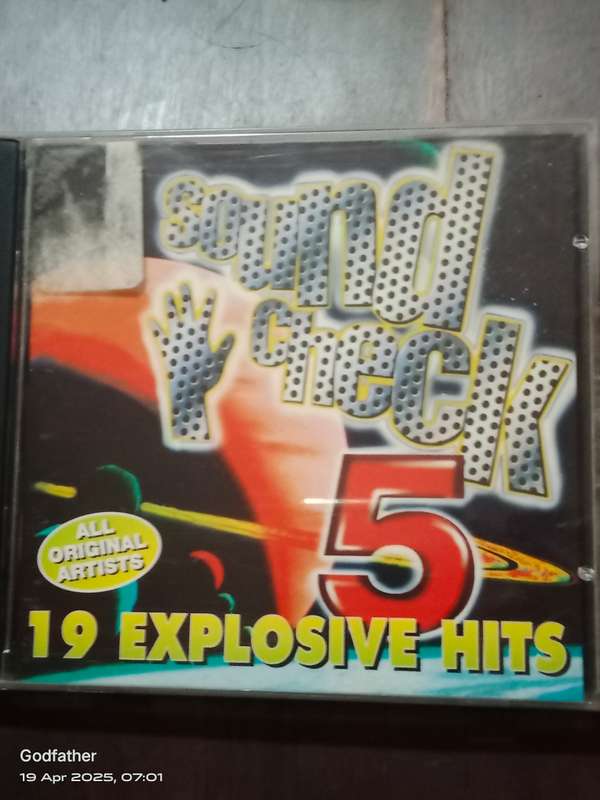 sound
check
5
ALL
ORIGINAL
ARTISTS
19 EXPLOSIVE HITS
Godfather
19 Apr 2025, 07:01